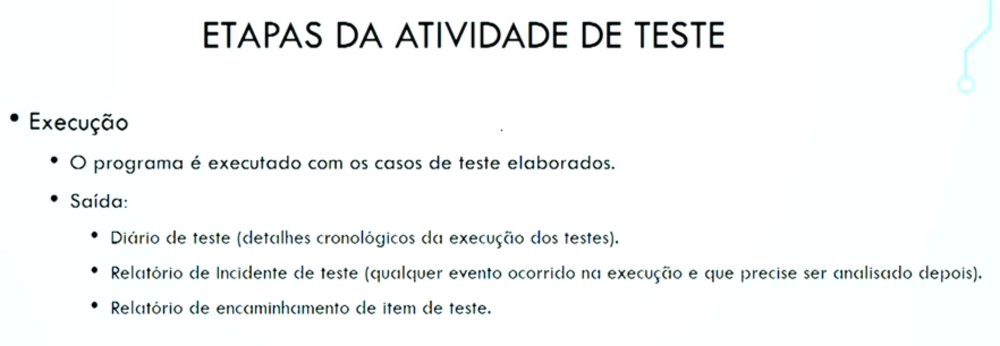 ETAPAS DA ATIVIDADE DE TESTE
• Execução
• O programa é executado com os casos de teste elaborados.
• Saída:
• Diário de teste (detalhes cronológicos da execução dos testes).
• Relatório de Incidente de teste (qualquer evento ocorrido na execução e que precise ser analisado depois).
• Relatório de encaminhamento de item de teste.